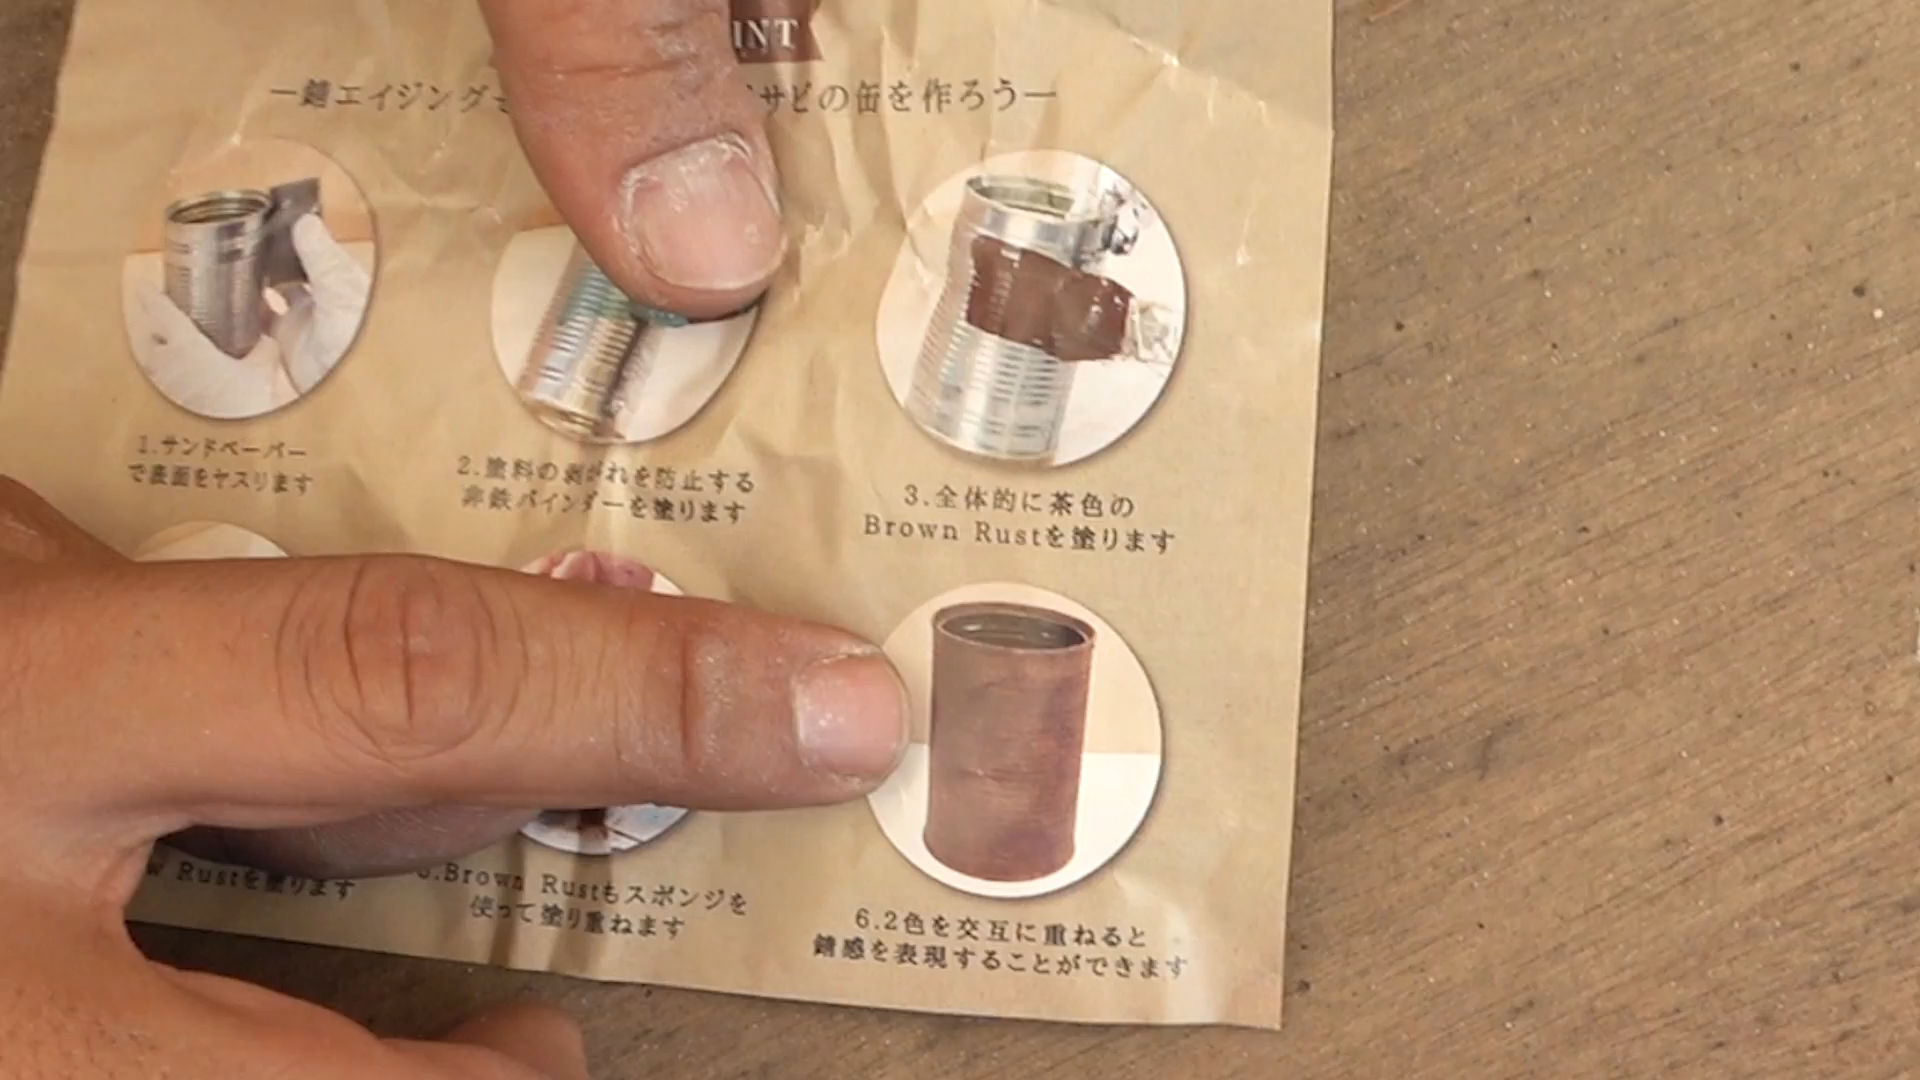 INT
ー錆エイジング
サビの缶を作ろうー
1.サンドペーパー
で表面をヤスリます
2.塗料の剥がれを防止する
非鉄バインダーを塗ります
3.全体的に茶色の
Brown Rustを塗ります
w Rustを塗ります
.Brown Rustもスポンジを
使って塗り重ねます
6.2色を交互に重ねると
錆感を表現することができます